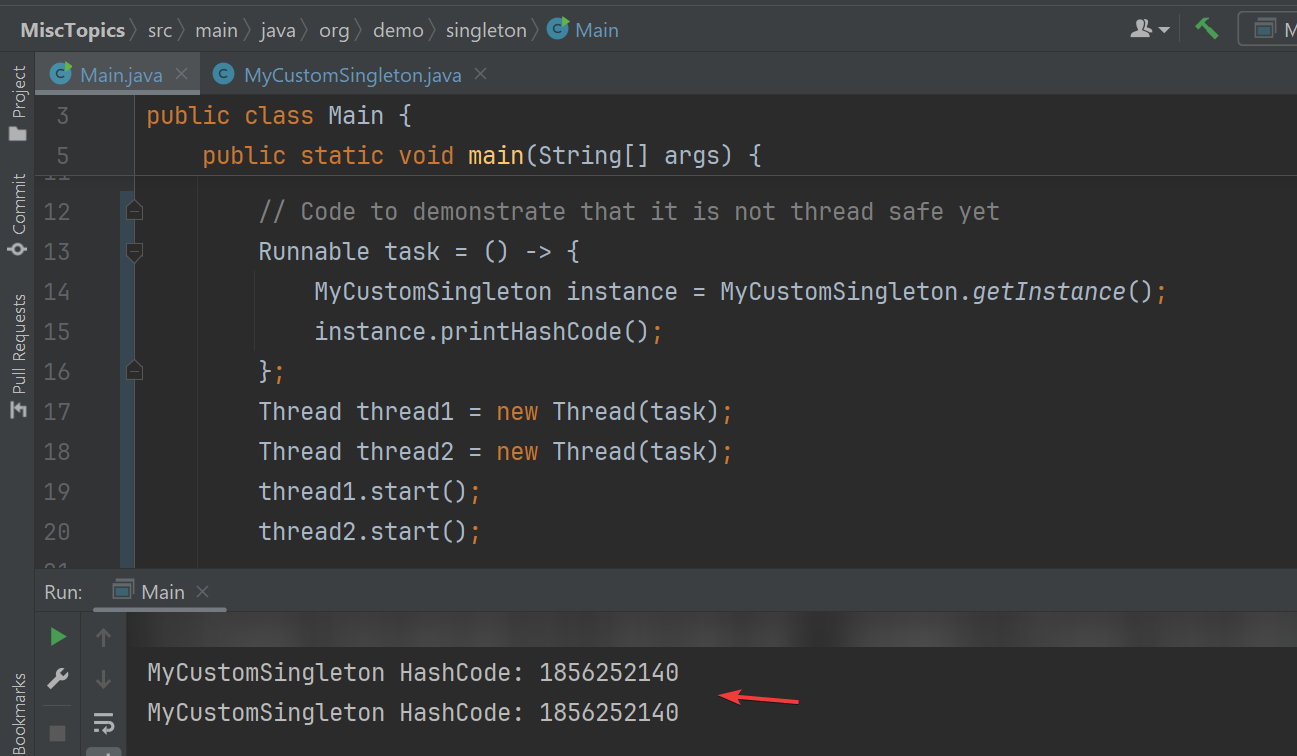 MiscTopics src main java org demo singleton Main
Main.java MyCustomSingleton.java
Project
Commit
Pull Requests
Bookmarks
3 public class Main {
5 public static void main(String[] args) {
12 // Code to demonstrate that it is not thread safe yet
13 Runnable task = () -> {
14 MyCustomSingleton instance = MyCustomSingleton.getInstance();
15 instance.printHashCode();
16 };
17 Thread thread1 = new Thread(task);
18 Thread thread2 = new Thread(task);
19 thread1.start();
20 thread2.start();
Run: Main
MyCustomSingleton HashCode: 1856252140
MyCustomSingleton HashCode: 1856252140